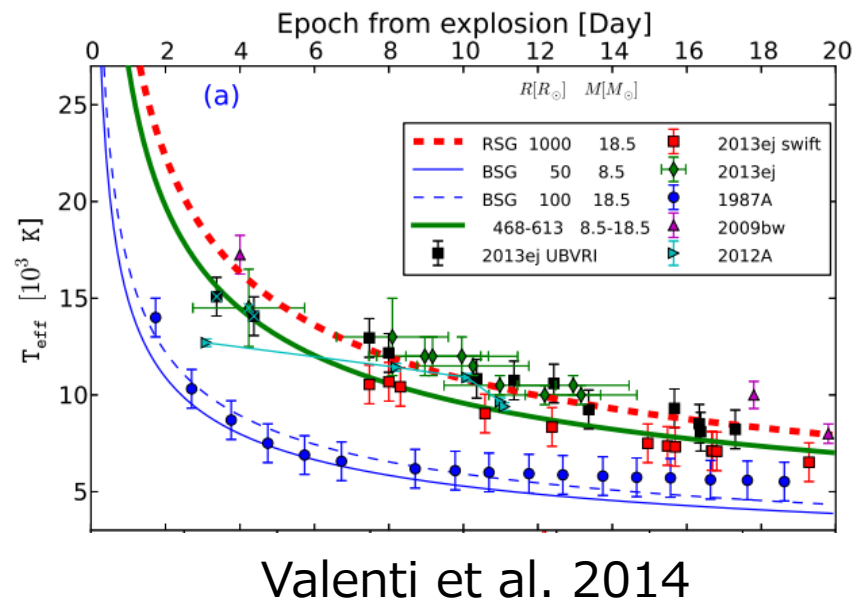 Epoch from explosion [Day]
0 2 4 6 8 10 12 14 16 18 20
(a)
R[R⊙] M[M⊙]
RSG 1000 18.5
BSG 50 8.5
BSG 100 18.5
468-613 8.5-18.5
2013ej UBVRI
2013ej swift
2013ej
1987A
2009bw
2012A
T_eff [10³ K]
25
20
15
10
5
Valenti et al. 2014